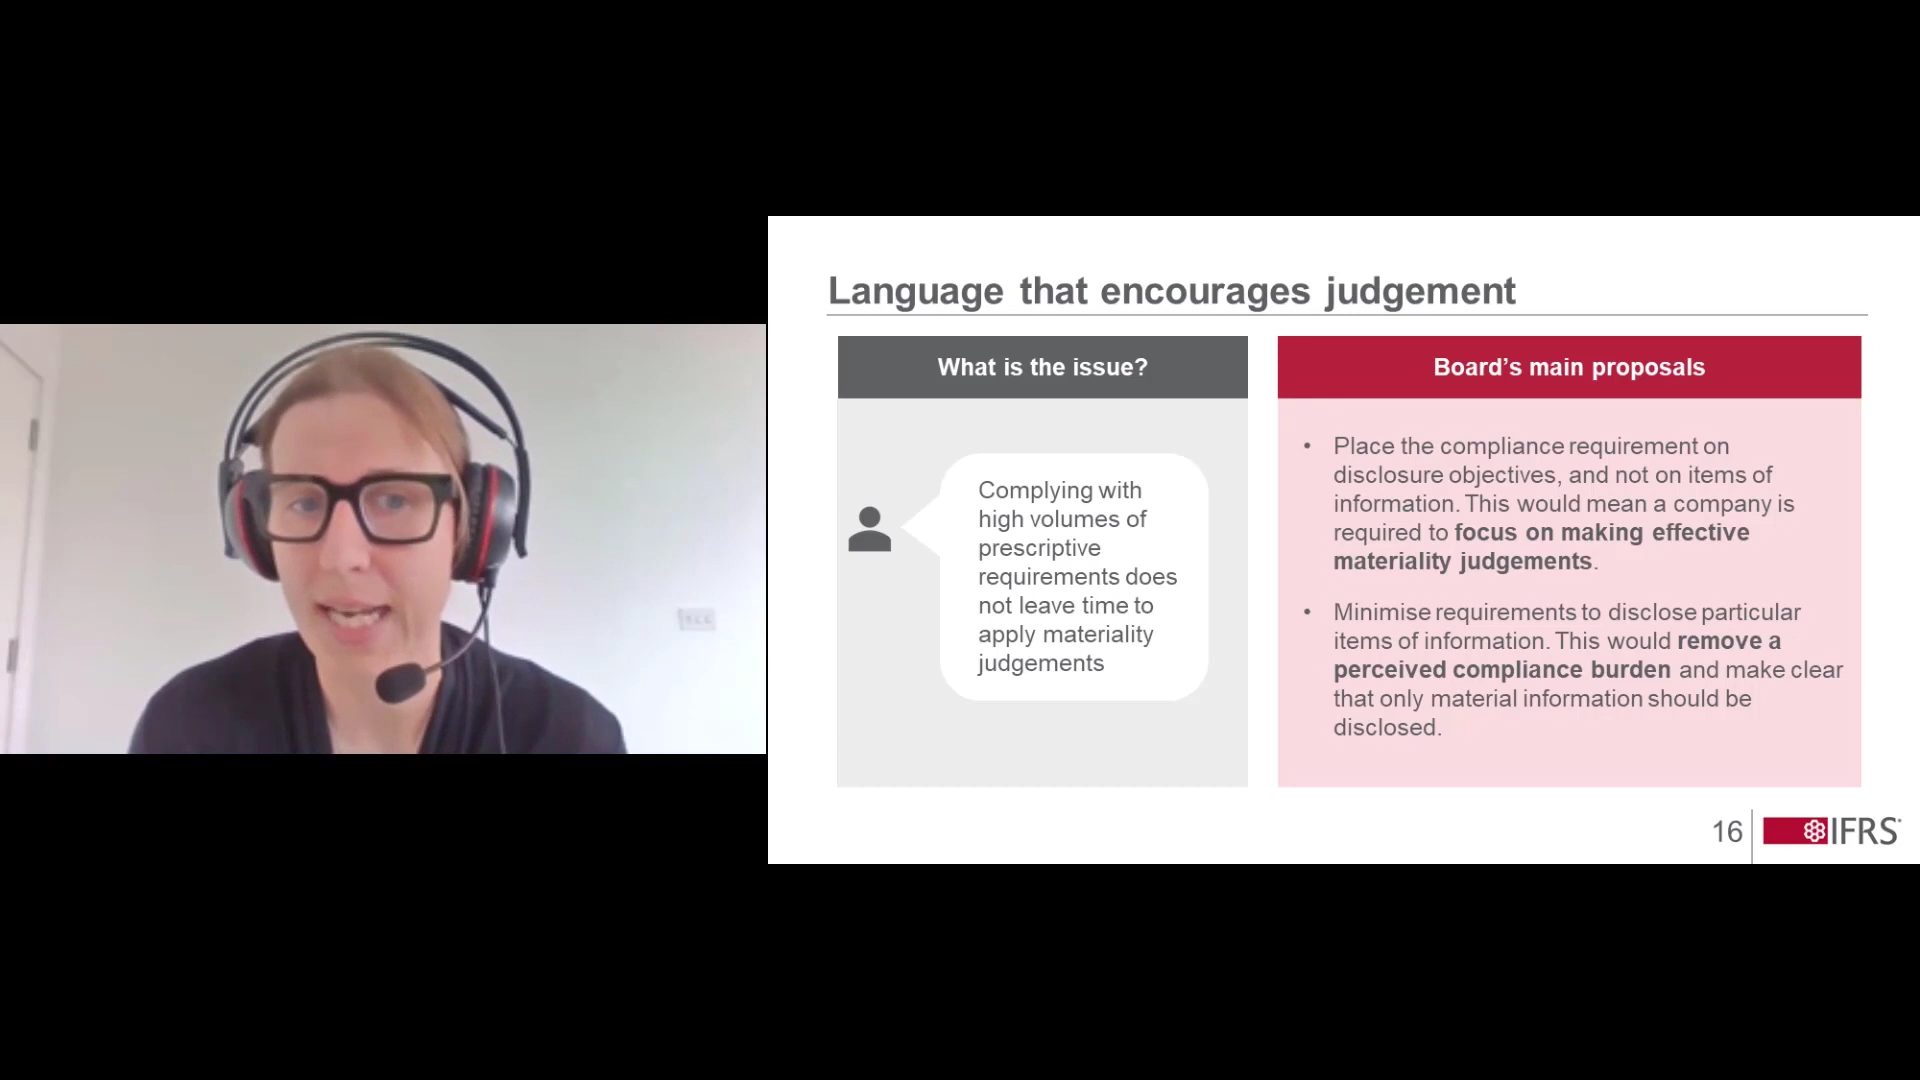 Language that encourages judgement
What is the issue?
Complying with
high volumes of
prescriptive
requirements does
not leave time to
apply materiality
judgements
Board's main proposals
• Place the compliance requirement on
disclosure objectives, and not on items of
information. This would mean a company is
required to focus on making effective
materiality judgements.
• Minimise requirements to disclose particular
items of information. This would remove a
perceived compliance burden and make clear
that only material information should be
disclosed.
16
IFRS®